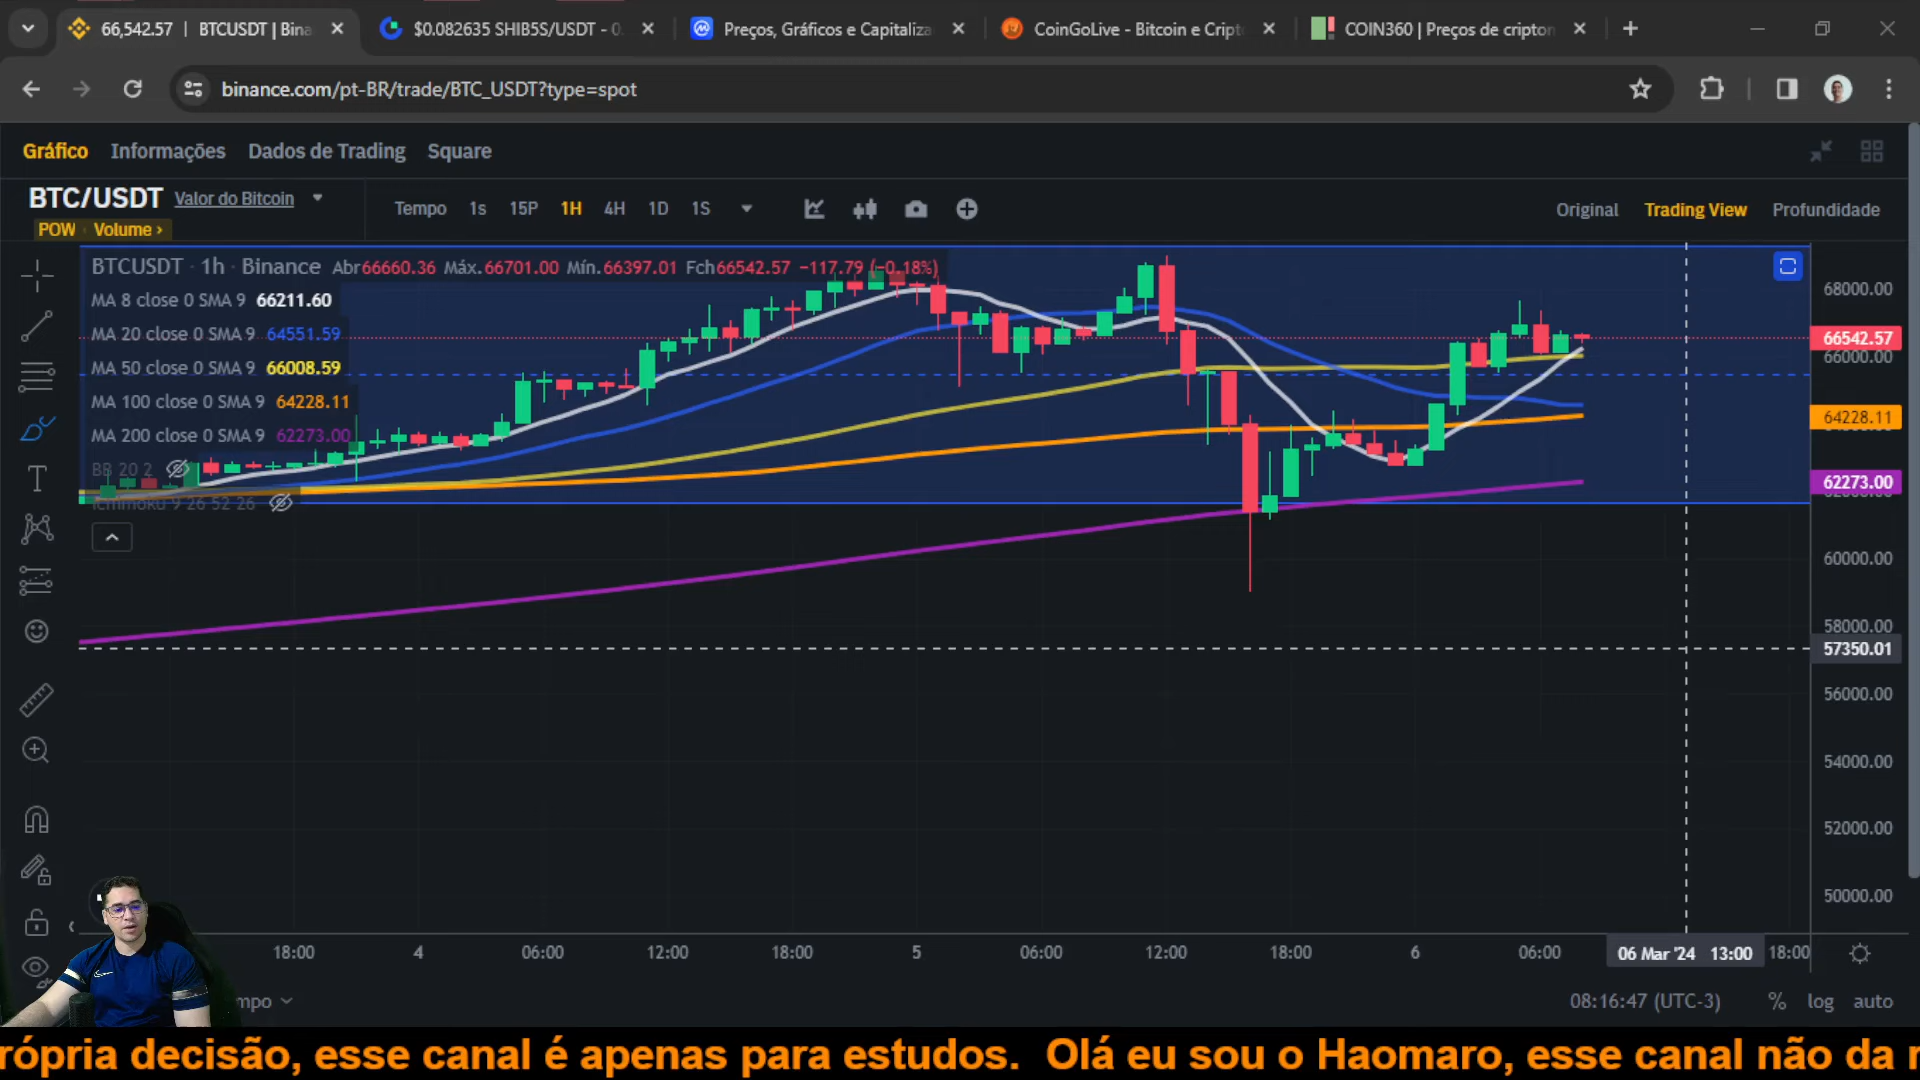 66,542.57 | BTCUSDT | Bina
$0.082635 SHIB5S/USDT - 0.
Preços, Gráficos e Capitaliza
CoinGoLive - Bitcoin e Cript
COIN360 | Preços de cripton
binance.com/pt-BR/trade/BTC_USDT?type=spot
Gráfico Informações Dados de Trading Square
BTC/USDT Valor do Bitcoin
POW Volume
Tempo 1s 15P 1H 4H 1D 1S
Original Trading View Profundidade
BTCUSDT · 1h · Binance Abr66660.36 Máx.66701.00 Mín.66397.01 Fch66542.57 −117.79 (−0.18%)
MA 8 close 0 SMA 9 66211.60
MA 20 close 0 SMA 9 64551.59
MA 50 close 0 SMA 9 66008.59
MA 100 close 0 SMA 9 64228.11
MA 200 close 0 SMA 9 62273.00
BB 20 2
Ichimoku 9 26 52 26
68000.00
66542.57
66000.00
64228.11
62273.00
60000.00
58000.00
57350.01
56000.00
54000.00
52000.00
50000.00
18:00 4 06:00 12:00 18:00 5 06:00 12:00 18:00 6 06:00 06 Mar '24 13:00 18:00
mpo
08:16:47 (UTC-3) % log auto
rópria decisão, esse canal é apenas para estudos. Olá eu sou o Haomaro, esse canal não da